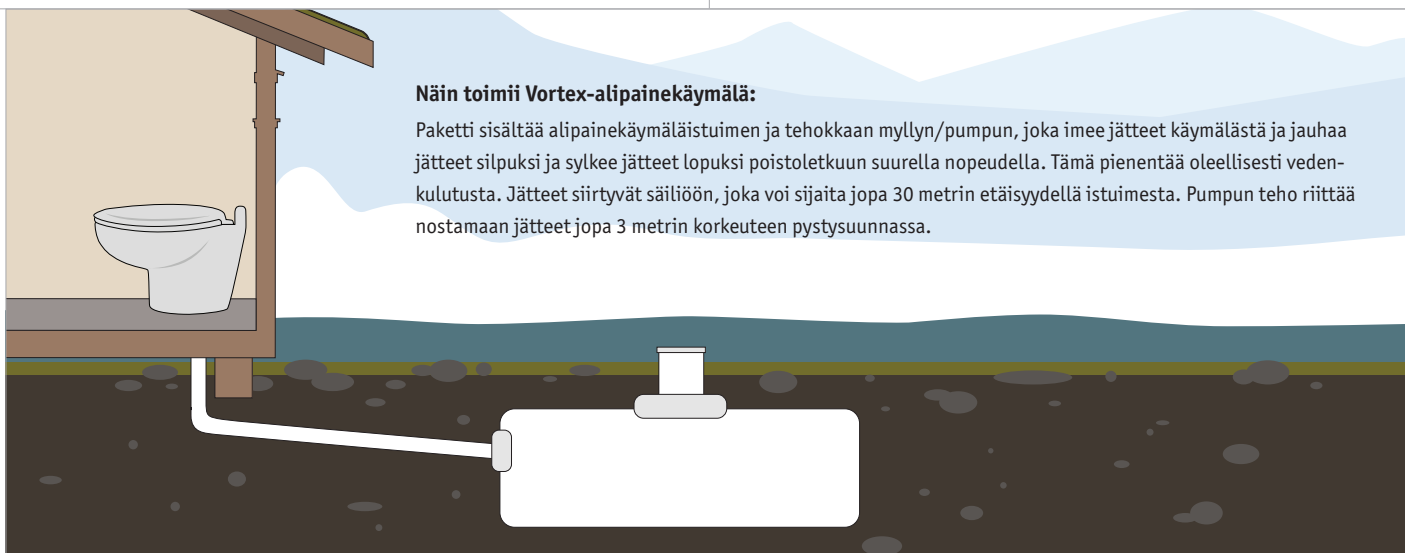 Näin toimii Vortex-alipainekäymälä:
Paketti sisältää alipainekäymäläistuimen ja tehokkaan myllyn/pumpun, joka imee jätteet käymälästä ja jauhaa
jätteet silpuksi ja sylkee jätteet lopuksi poistoletkuun suurella nopeudella. Tämä pienentää oleellisesti veden-
kulutusta. Jätteet siirtyvät säiliöön, joka voi sijaita jopa 30 metrin etäisyydellä istuimesta. Pumpun teho riittää
nostamaan jätteet jopa 3 metrin korkeuteen pystysuunnassa.